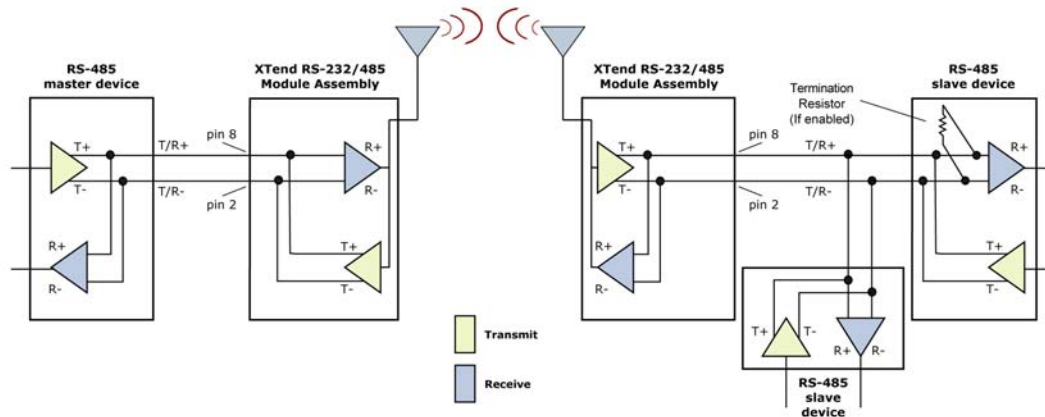 RS-485
master device
T+
T-
R+
R-
T/R+
T/R-
pin 8
pin 2
XTend RS-232/485
Module Assembly
R+
R-
T+
T-
XTend RS-232/485
Module Assembly
T+
T-
R+
R-
pin 8
T/R+
T/R-
pin 2
Termination
Resistor
(If enabled)
RS-485
slave device
R+
R-
T+
T-
T+
T-
R+
R-
RS-485
slave
device
Transmit
Receive